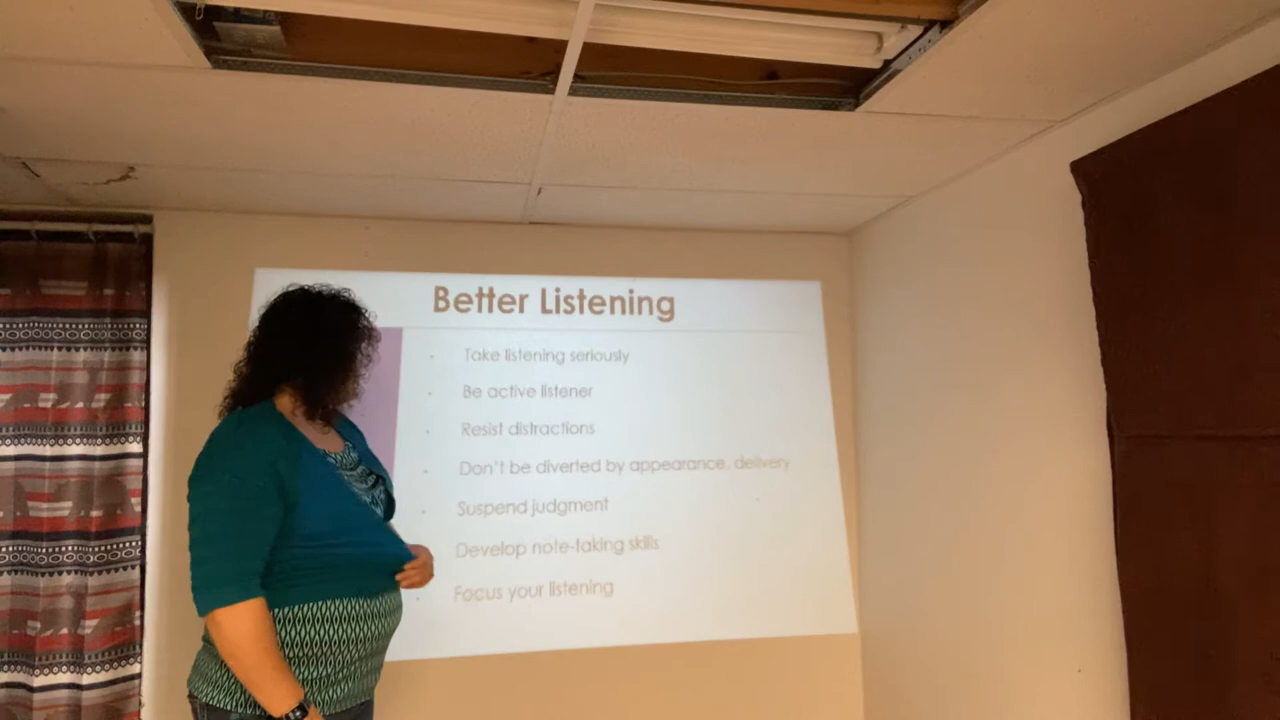 Better Listening
Take listening seriously
Be active listener
Resist distractions
Don't be diverted by appearance, delivery
Suspend judgment
Develop note-taking skills
Focus your listening